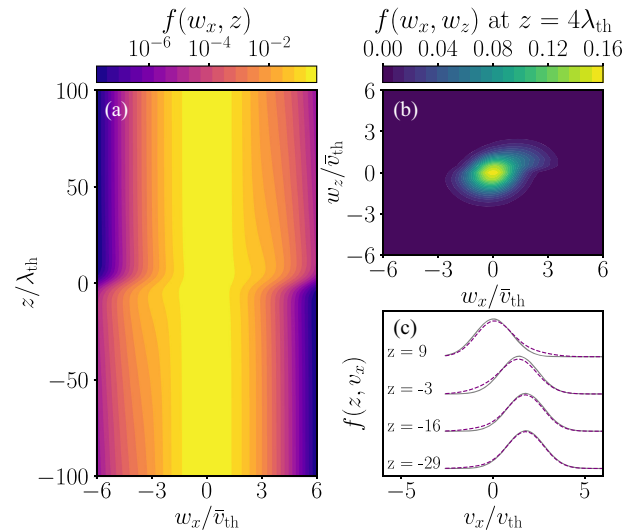 f(w_x, z)
10^{-6} 10^{-4} 10^{-2}
(a)
100
50
0
−50
−100
z/λ_th
−6 −3 0 3 6
w_x/v̄_th
f(w_x, w_z) at z = 4λ_th
0.00 0.04 0.08 0.12 0.16
(b)
6
3
0
−3
−6
w_z/v̄_th
−6 −3 0 3 6
w_x/v̄_th
(c)
z = 9
z = -3
z = -16
z = -29
f(z, v_x)
−5 0 5
v_x/v_th